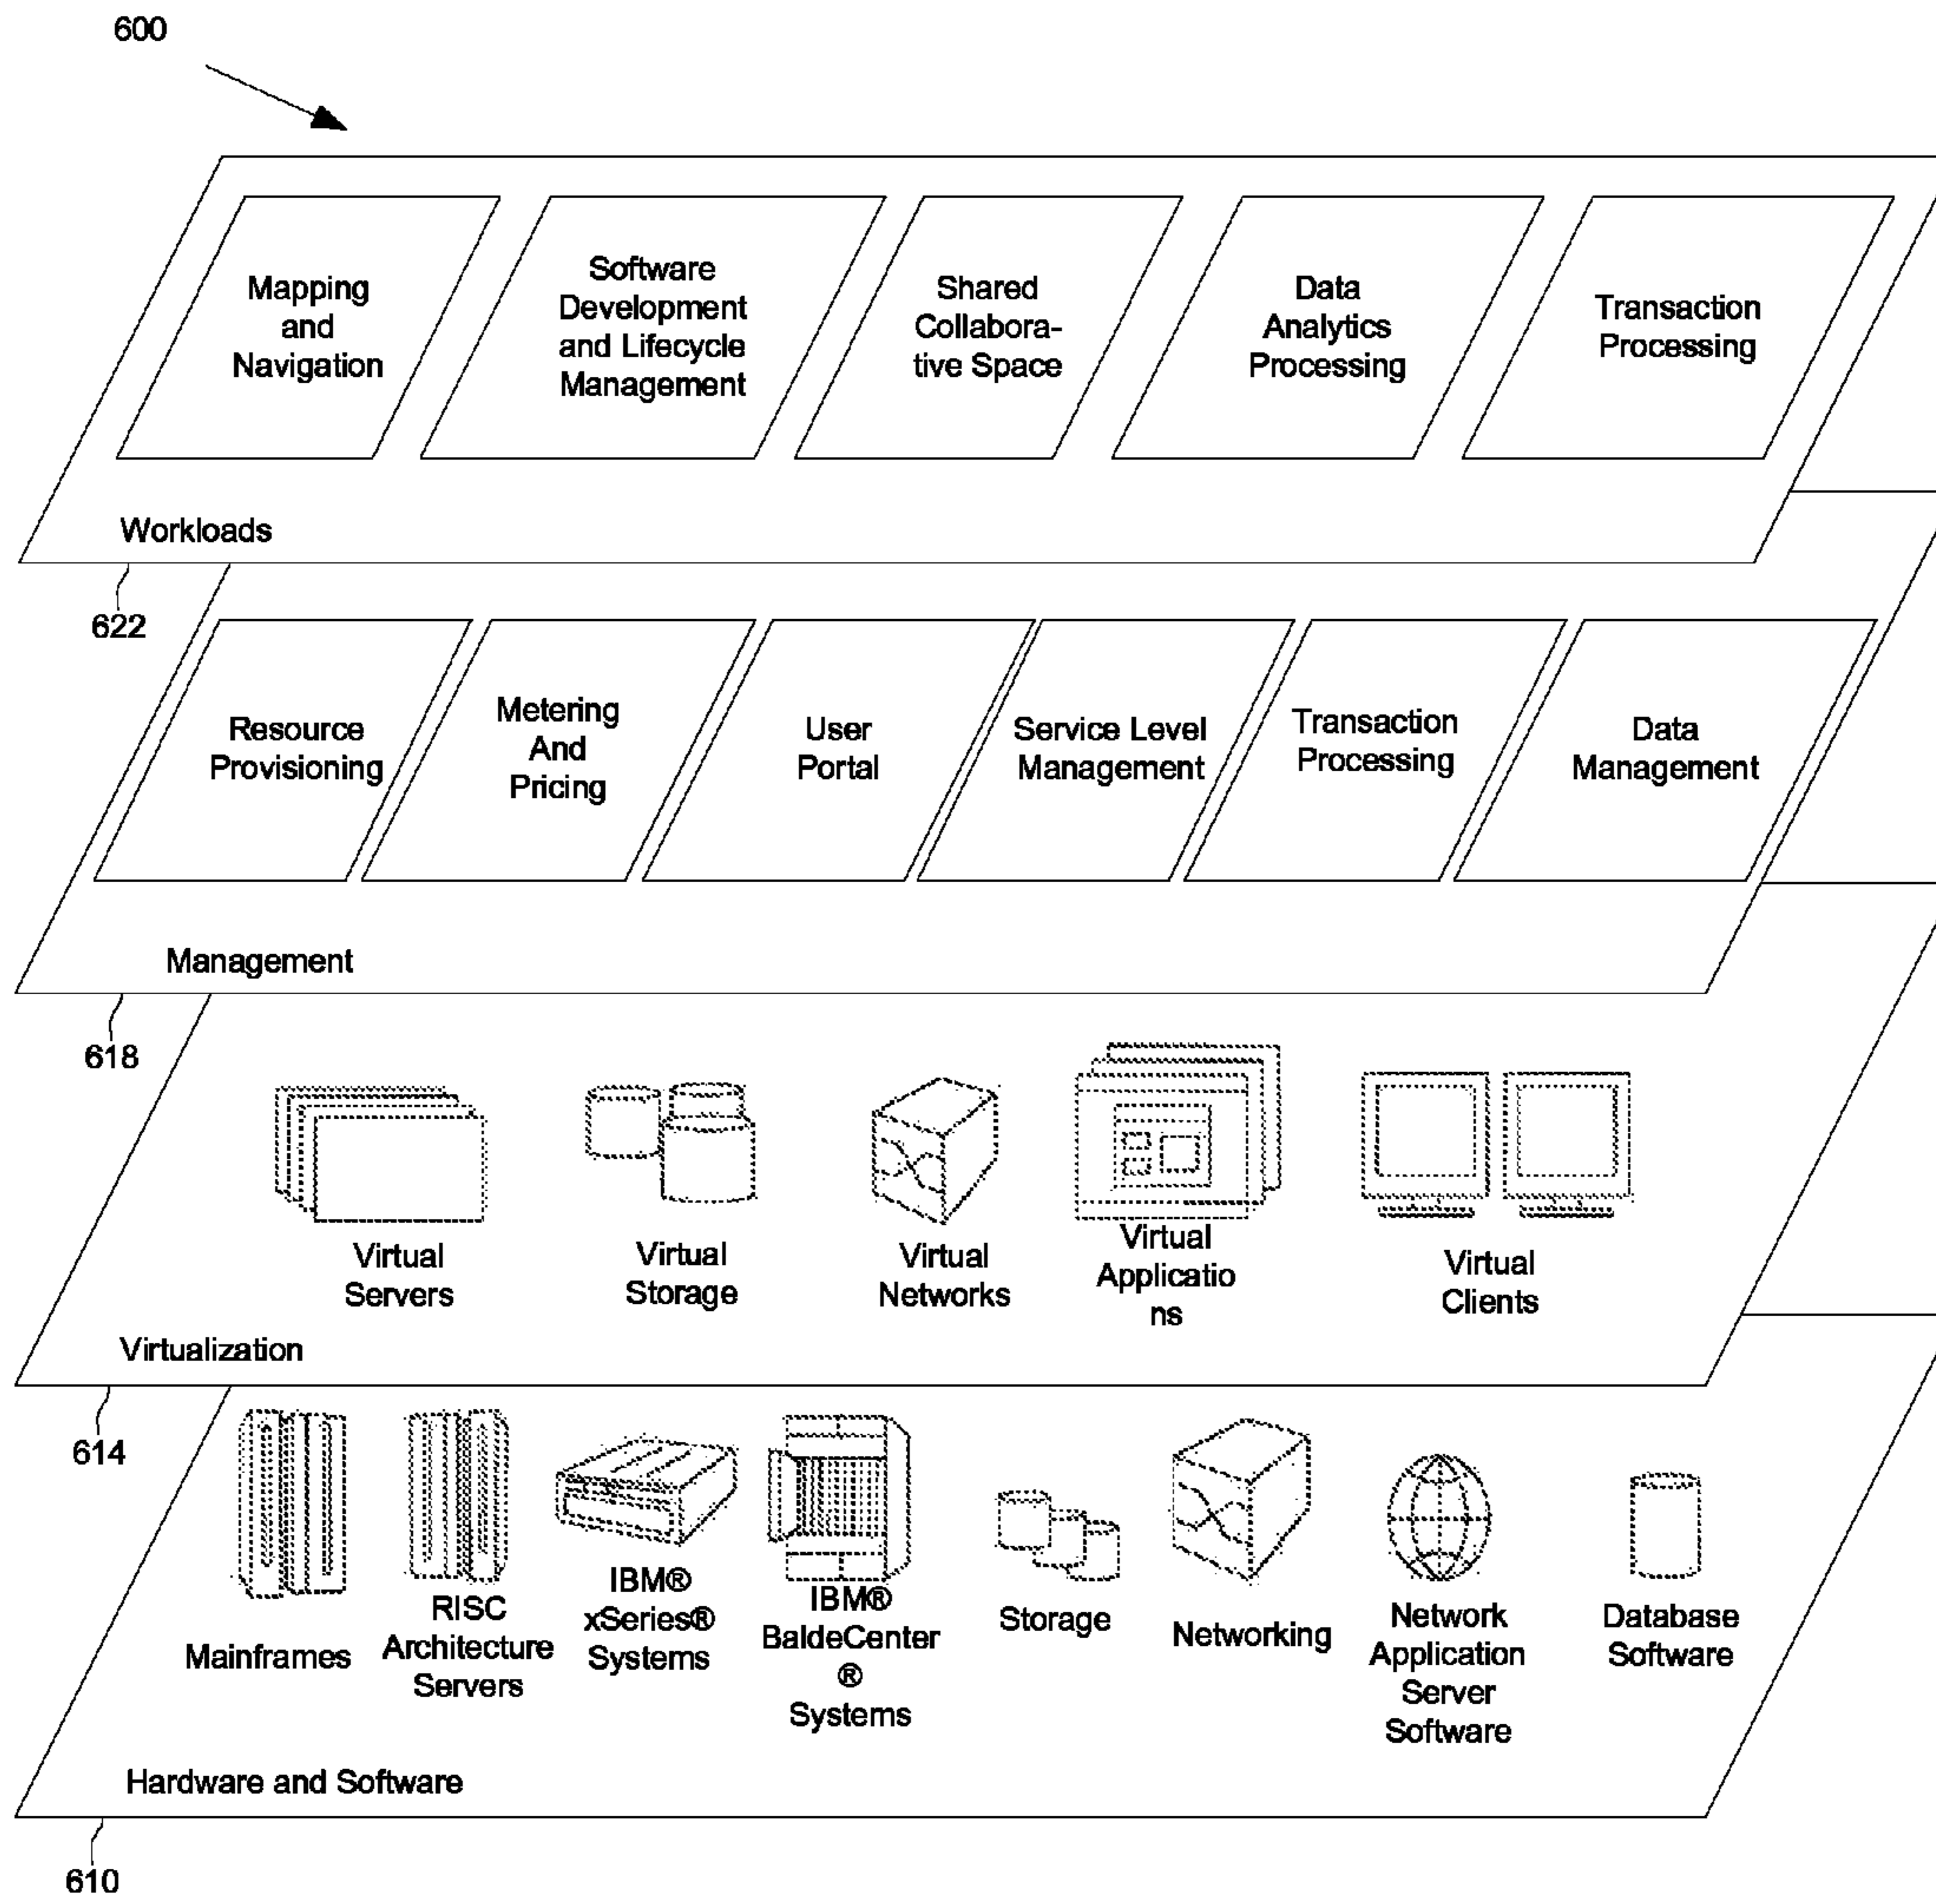 600
Mapping
and
Navigation
Software
Development
and Lifecycle
Management
Shared
Collabora-
tive Space
Data
Analytics
Processing
Transaction
Processing
Workloads
622
Resource
Provisioning
Metering
And
Pricing
User
Portal
Service Level
Management
Transaction
Processing
Data
Management
Management
618
Virtual
Servers
Virtual
Storage
Virtual
Networks
Virtual
Applicatio
ns
Virtual
Clients
Virtualization
614
Mainframes
RISC
Architecture
Servers
IBM®
xSeries®
Systems
IBM®
BaldeCenter
®
Systems
Storage
Networking
Network
Application
Server
Software
Database
Software
Hardware and Software
610